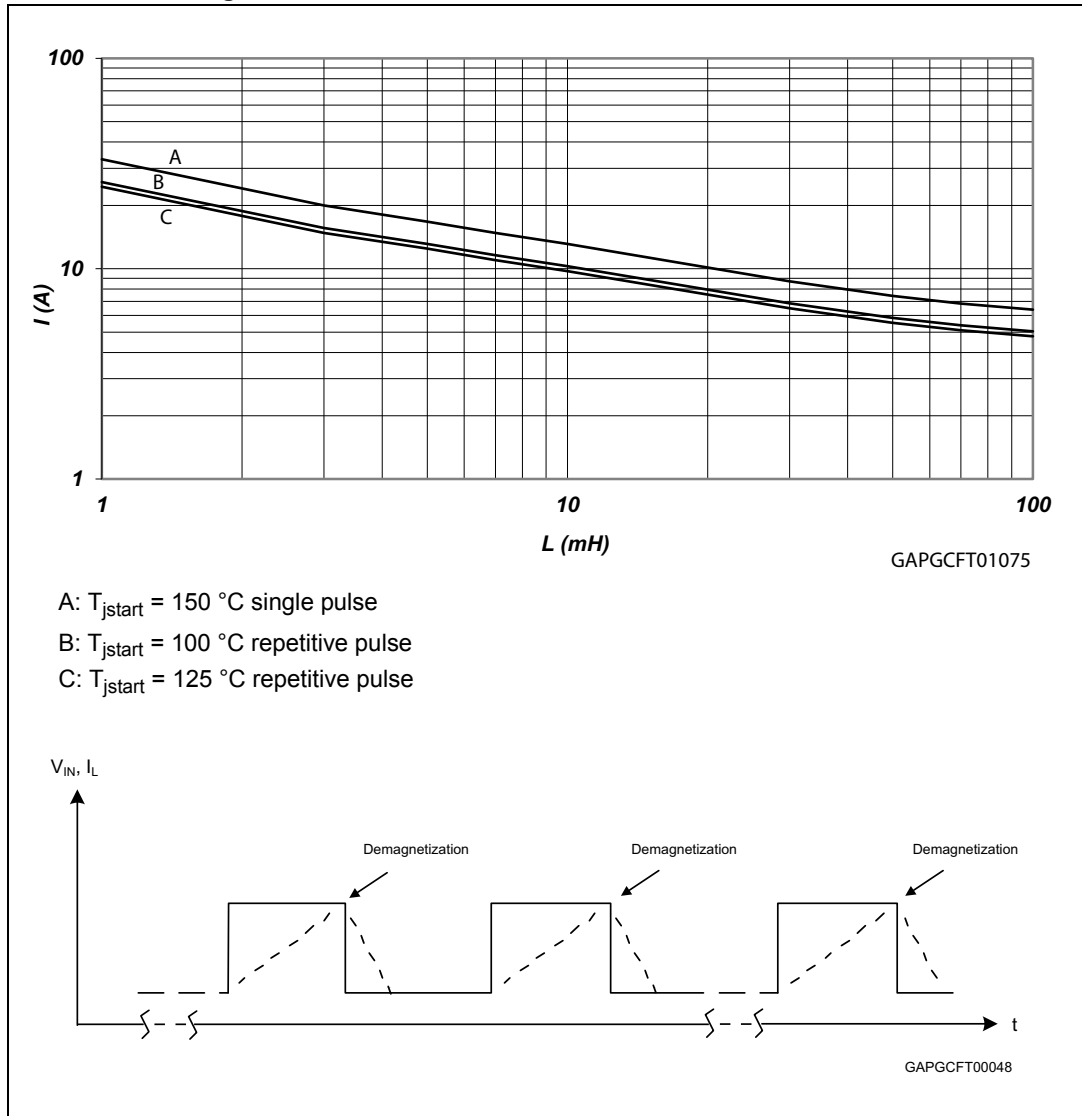 100
A
B
C
10
I (A)
1
1
10
100
L (mH)
GAPGCFT01075
A: Tjstart = 150 °C single pulse
B: Tjstart = 100 °C repetitive pulse
C: Tjstart = 125 °C repetitive pulse
VIN, IL
Demagnetization
Demagnetization
Demagnetization
t
GAPGCFT00048